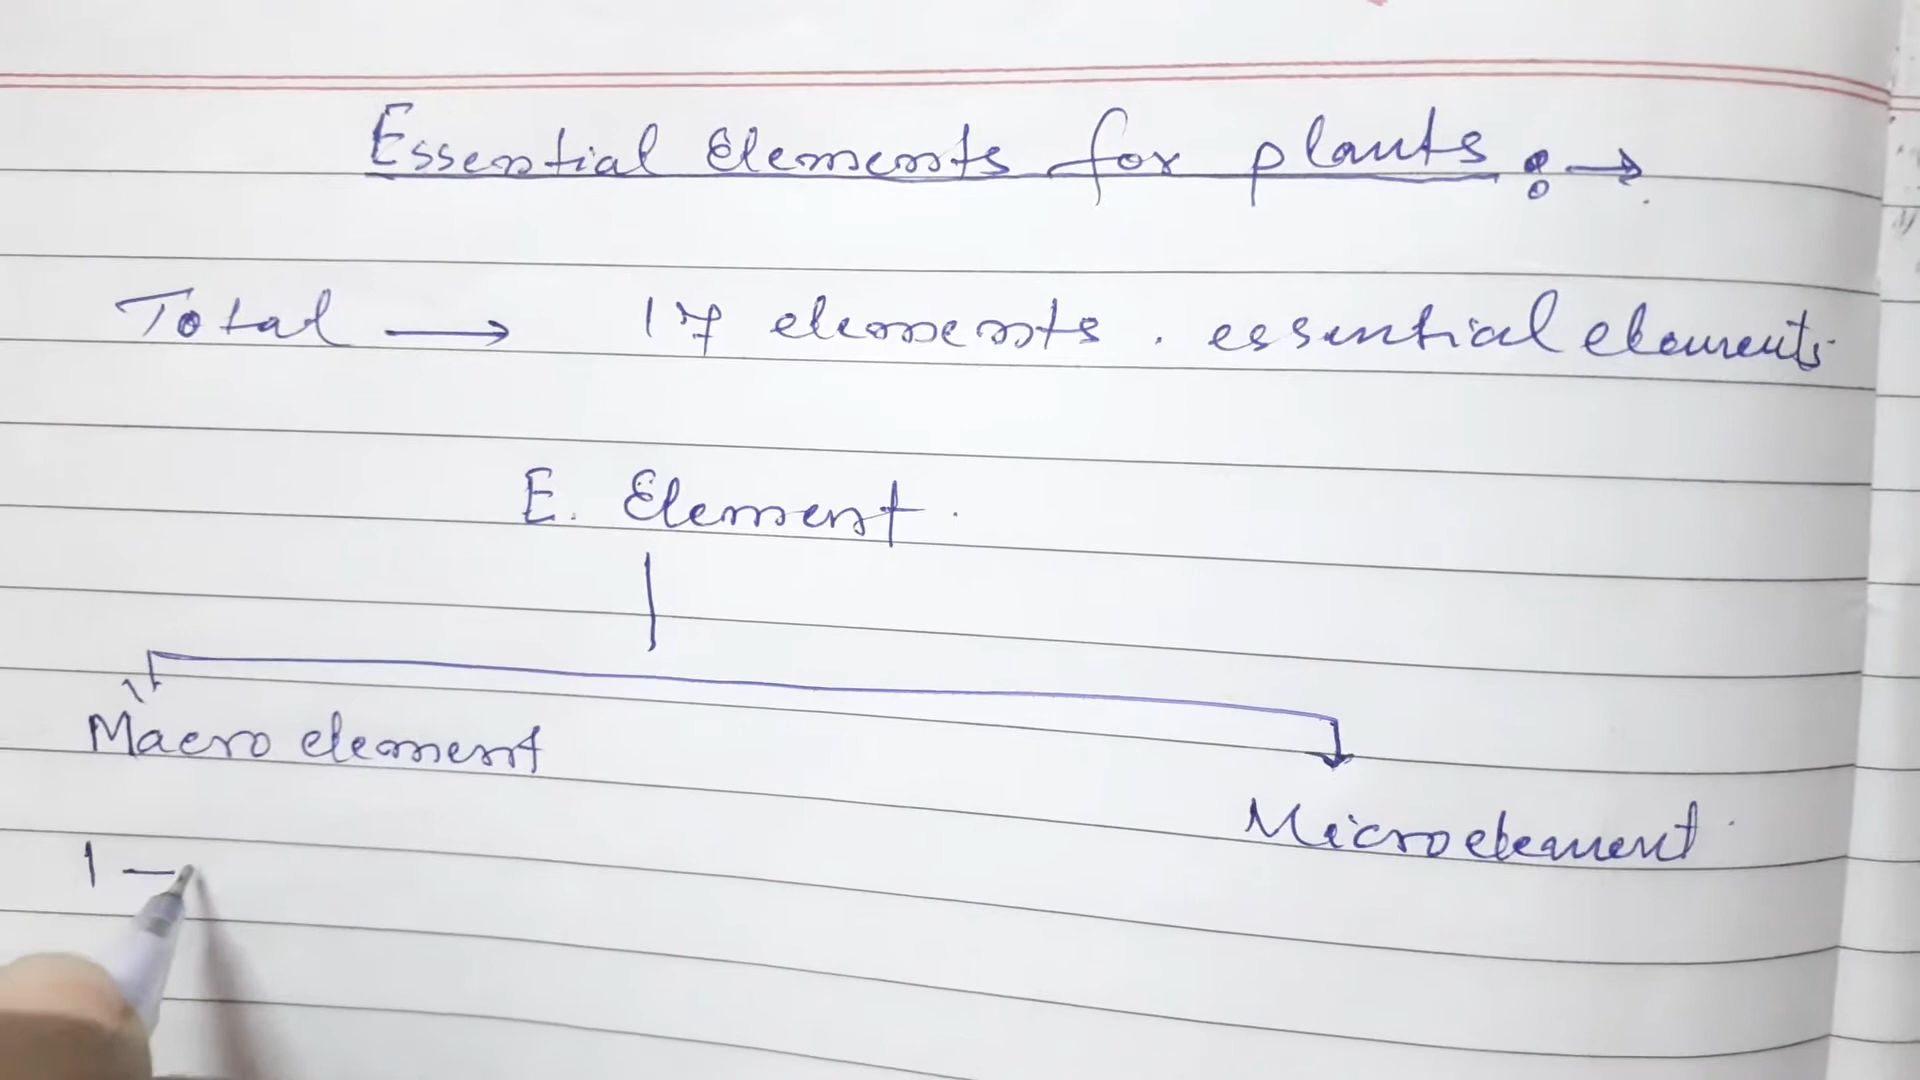 Essential Elements for plants :→
Total → 17 elements . essential elements
E. Element .
Macro element
Microelement .
1 —